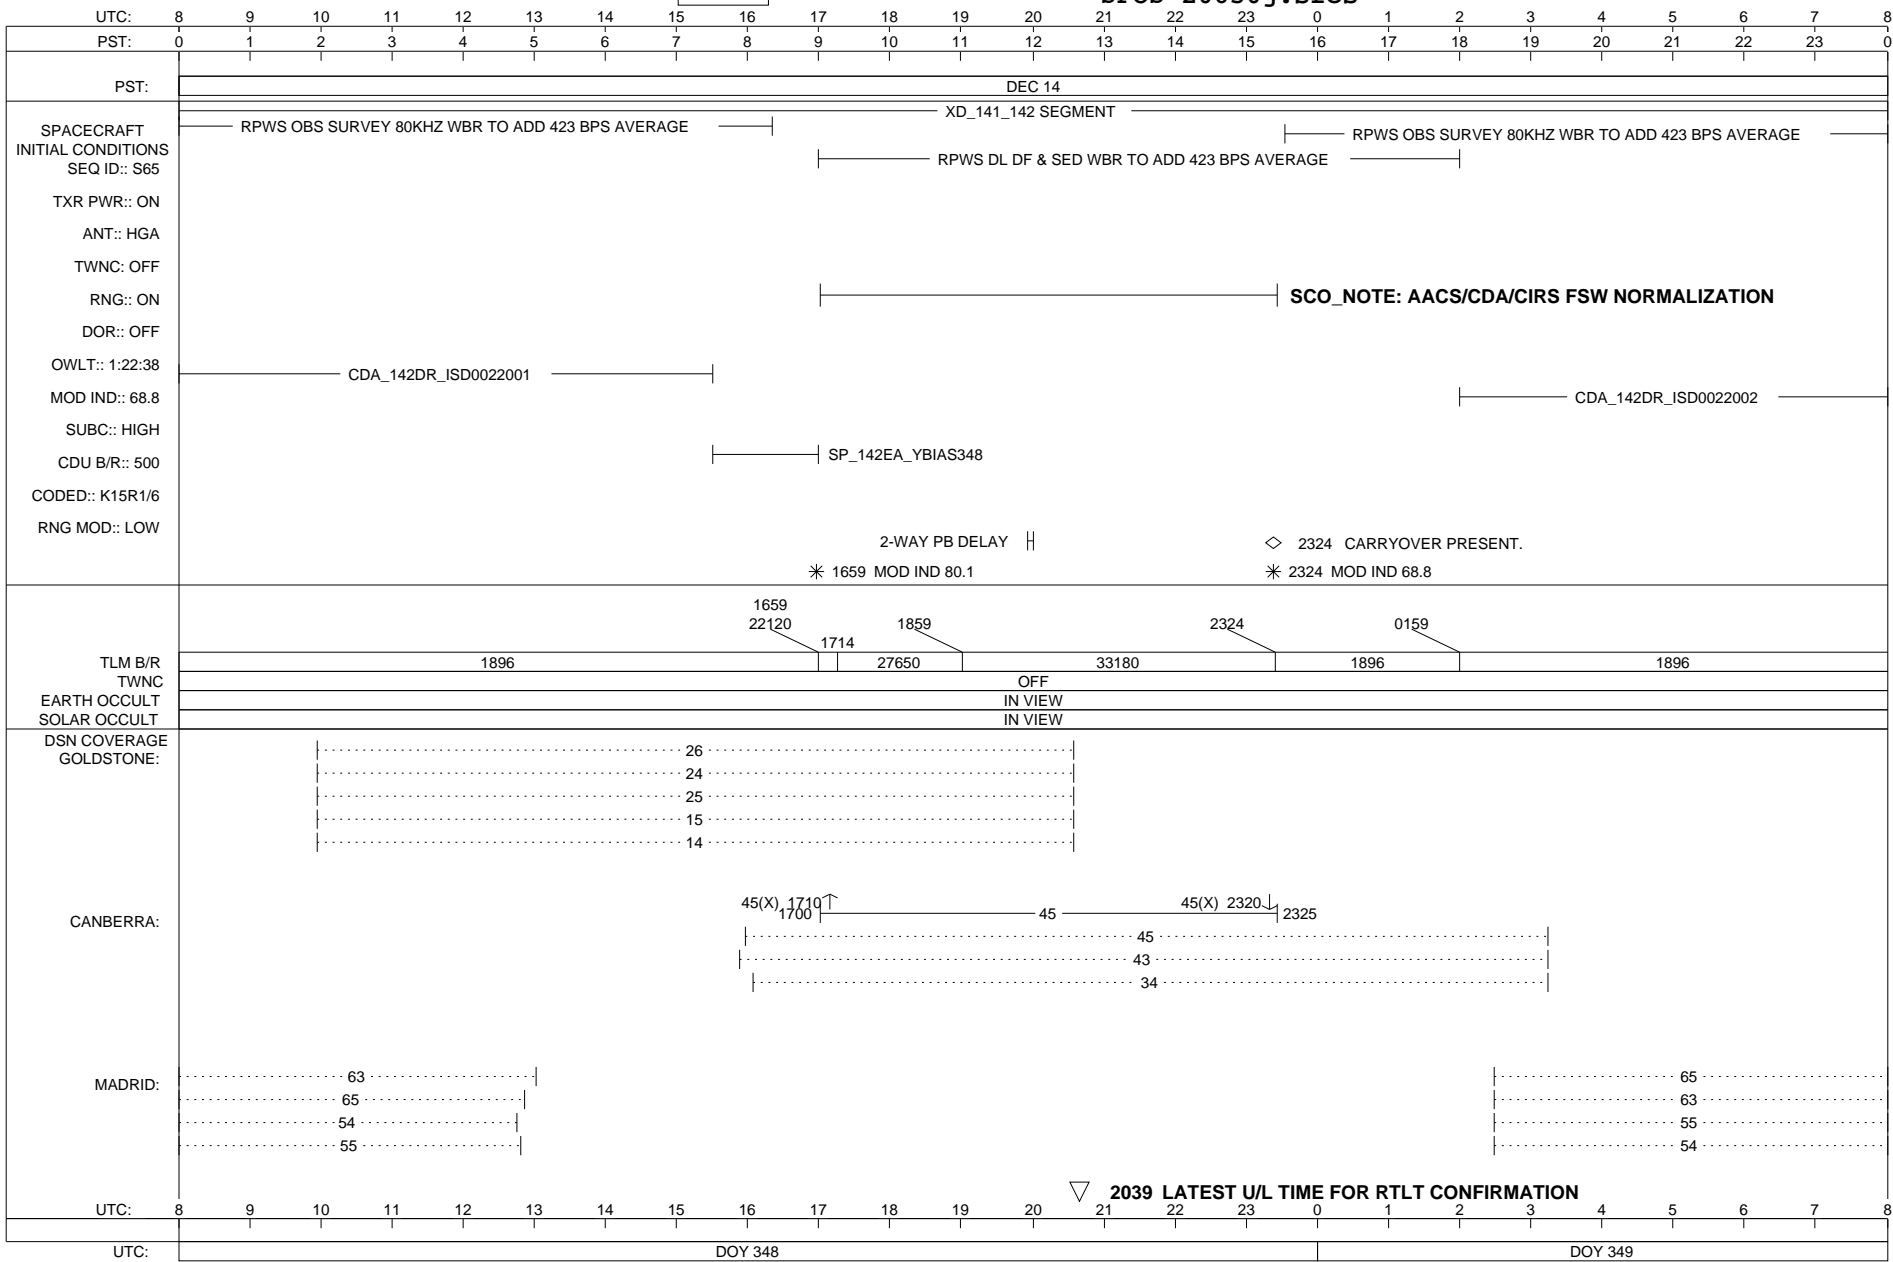 UTC: 8 9 10 11 12 13 14 15 16 17 18 19 20 21 22 23 0 1 2 3 4 5 6 7 8
PST: 0 1 2 3 4 5 6 7 8 9 10 11 12 13 14 15 16 17 18 19 20 21 22 23 0
PST: DEC 14
XD_141_142 SEGMENT
SPACECRAFT
INITIAL CONDITIONS
SEQ ID:: S65
RPWS OBS SURVEY 80KHZ WBR TO ADD 423 BPS AVERAGE
RPWS OBS SURVEY 80KHZ WBR TO ADD 423 BPS AVERAGE
RPWS DL DF & SED WBR TO ADD 423 BPS AVERAGE
TXR PWR:: ON
ANT:: HGA
TWNC: OFF
RNG:: ON
SCO_NOTE: AACS/CDA/CIRS FSW NORMALIZATION
DOR:: OFF
OWLT:: 1:22:38
CDA_142DR_ISD0022001
MOD IND:: 68.8
CDA_142DR_ISD0022002
SUBC:: HIGH
CDU B/R:: 500
SP_142EA_YBIAS348
CODED:: K15R1/6
RNG MOD:: LOW
2-WAY PB DELAY
2324 CARRYOVER PRESENT.
1659 MOD IND 80.1
2324 MOD IND 68.8
1659
22120 1859 2324 0159
1714
TLM B/R 1896 27650 33180 1896 1896
TWNC OFF
EARTH OCCULT IN VIEW
SOLAR OCCULT IN VIEW
DSN COVERAGE
GOLDSTONE:
26
24
25
15
14
CANBERRA:
45(X) 1710 45(X) 2320
1700 45 2325
45
43
34
MADRID:
63 65
65 63
54 55
55 54
2039 LATEST U/L TIME FOR RTLT CONFIRMATION
UTC: 8 9 10 11 12 13 14 15 16 17 18 19 20 21 22 23 0 1 2 3 4 5 6 7 8
UTC: DOY 348 DOY 349